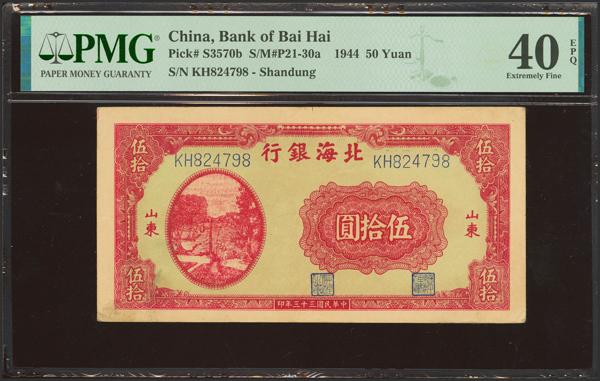 PMG
PAPER MONEY GUARANTY
China, Bank of Bai Hai
Pick# S3570b S/M#P21-30a 1944 50 Yuan
S/N KH824798 - Shandung
40 EPQ
Extremely Fine
伍拾
伍拾
行銀海北
KH824798
KH824798
山東
圓拾伍
山東
伍拾
伍拾
印年三十三國民華中